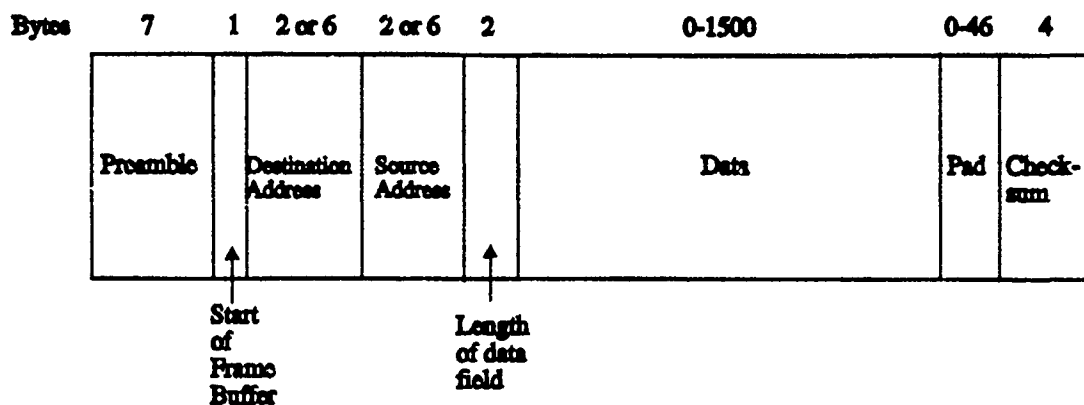 Bytes 7 1 2 or 6 2 or 6 2 0-1500 0-46 4
Preamble
Destination
Address
Source
Address
Data
Pad
Check-
sum
Start
of
Frame
Buffer
Length
of data
field